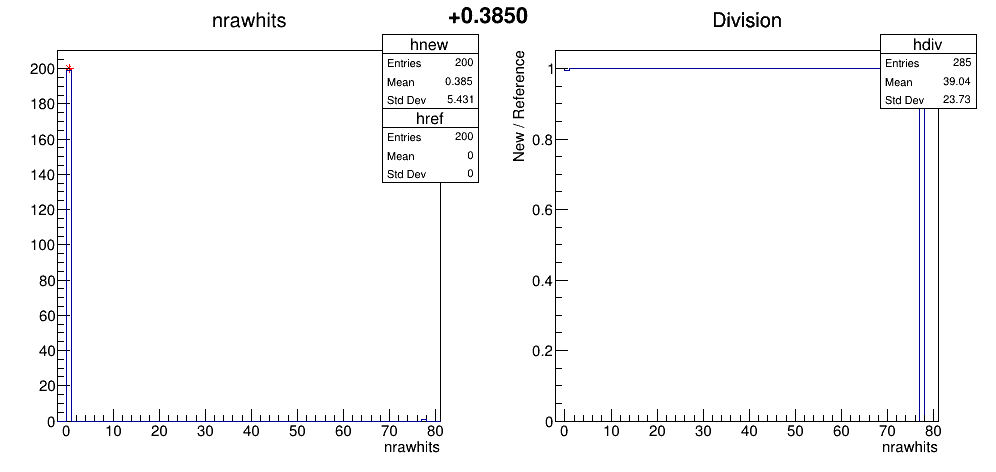 +0.3850
nrawhits
hnew
Entries 200
Mean 0.385
Std Dev 5.431
href
Entries 200
Mean 0
Std Dev 0
200
180
160
140
120
100
80
60
40
20
0
0 10 20 30 40 50 60 70 80
nrawhits
Division
hdiv
Entries 285
Mean 39.04
Std Dev 23.73
New / Reference
1
0.8
0.6
0.4
0.2
0
0 10 20 30 40 50 60 70 80
nrawhits